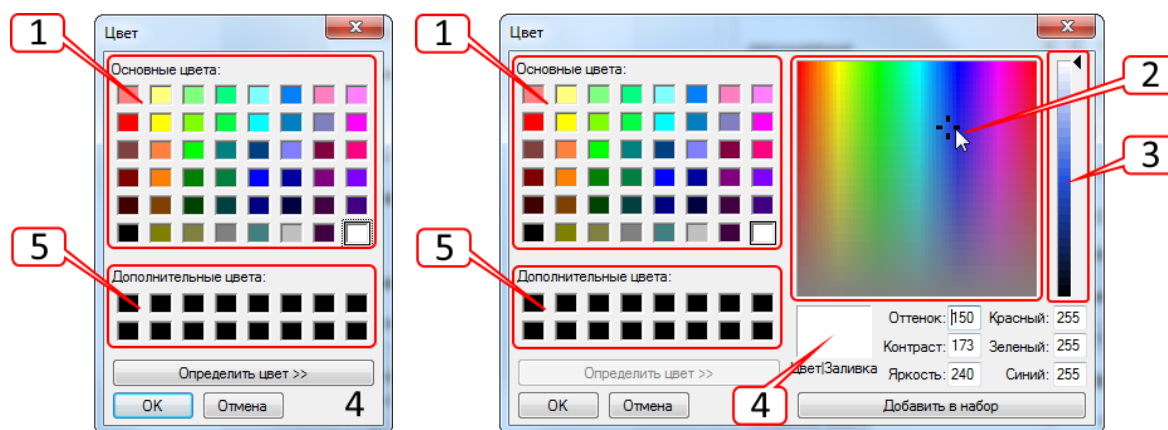 Цвет
1
Основные цвета:
5
Дополнительные цвета:
Определить цвет >>
OK
Отмена
4
Цвет
1
Основные цвета:
2
3
5
Дополнительные цвета:
Оттенок: 150 Красный: 255
Контраст: 173 Зеленый: 255
Цвет|Заливка
Яркость: 240 Синий: 255
Определить цвет >>
4
OK
Отмена
Добавить в набор